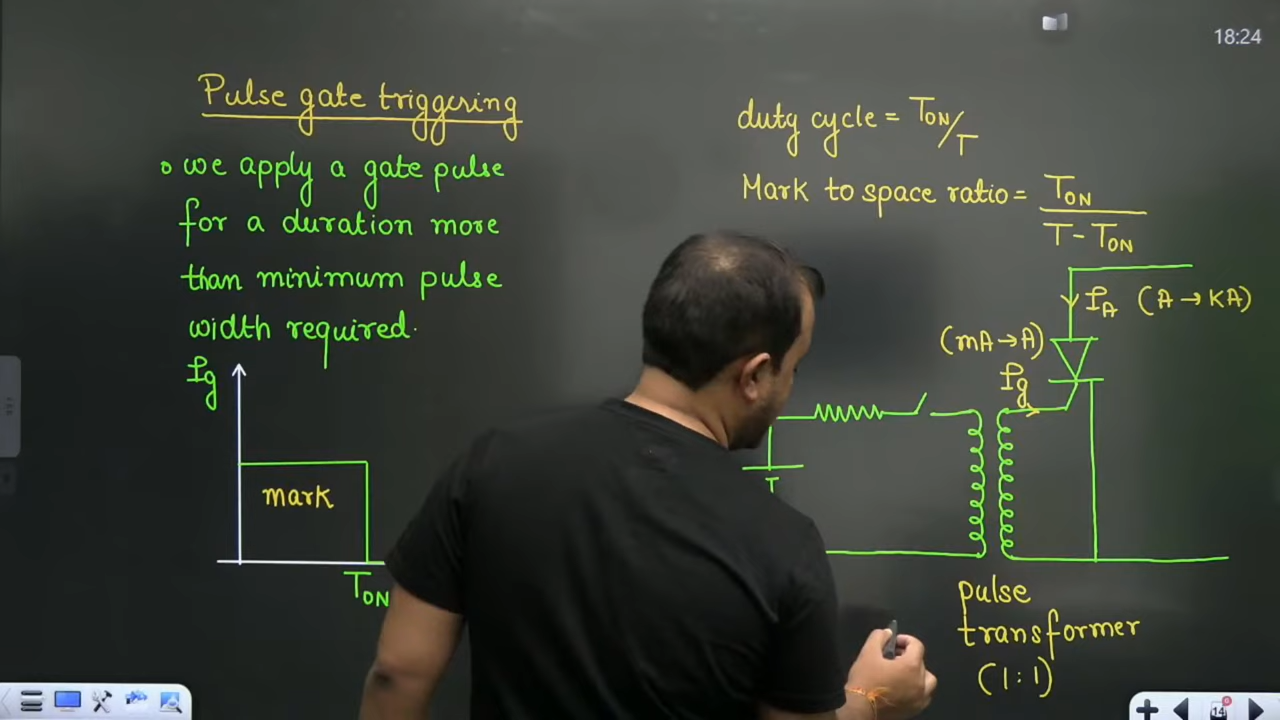 18:24
Pulse gate triggering
• we apply a gate pulse
for a duration more
than minimum pulse
width required.
Ig
mark
TON
duty cycle = TON/T
Mark to space ratio = TON
T - TON
IA (A → KA)
(mA → A)
Ig
pulse
transformer
(1:1)
14